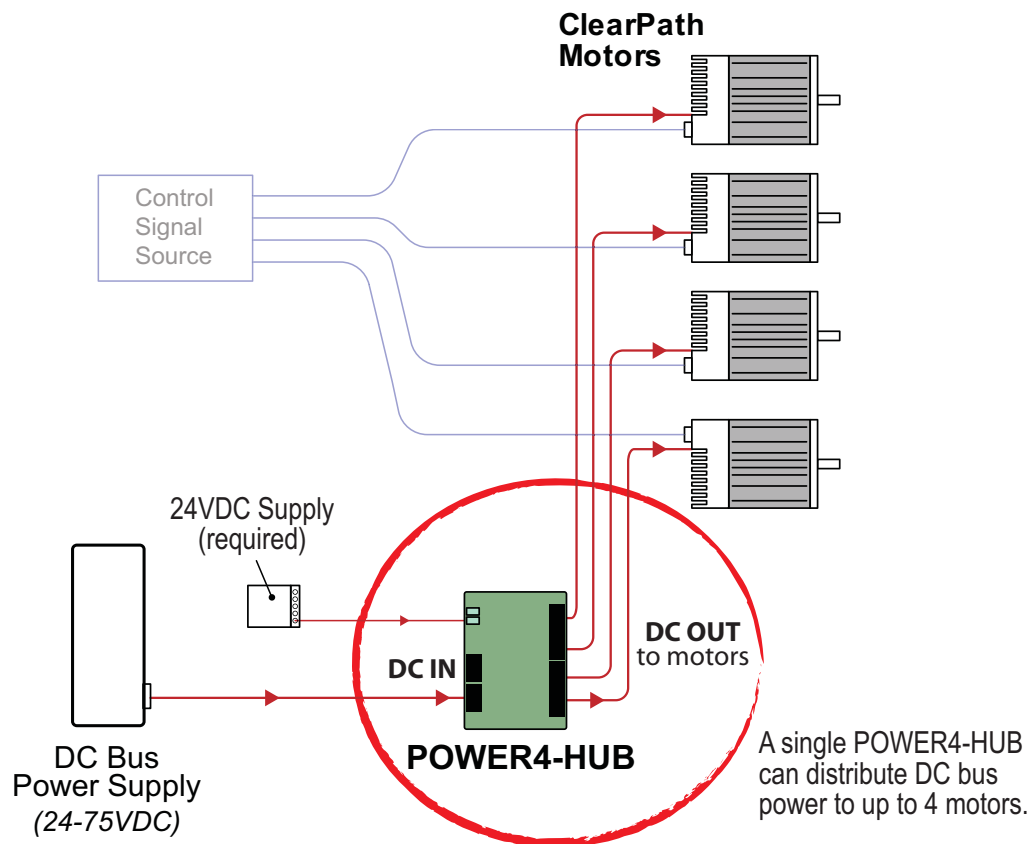 ClearPath
Motors
Control
Signal
Source
24VDC Supply
(required)
DC IN
DC OUT
to motors
POWER4-HUB
DC Bus
Power Supply
(24-75VDC)
A single POWER4-HUB
can distribute DC bus
power to up to 4 motors.